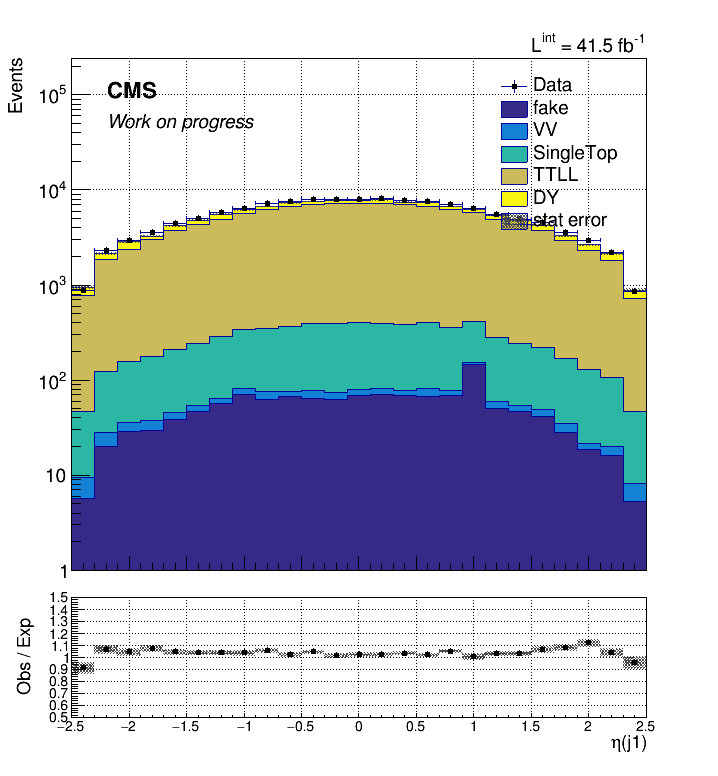 L^int = 41.5 fb^-1
Events
CMS
Work on progress
Data
fake
VV
SingleTop
TTLL
DY
stat error
10^5
10^4
10^3
10^2
10
1
Obs / Exp
1.5
1.4
1.3
1.2
1.1
1
0.9
0.8
0.7
0.6
0.5
−2.5 −2 −1.5 −1 −0.5 0 0.5 1 1.5 2 2.5
η(j1)